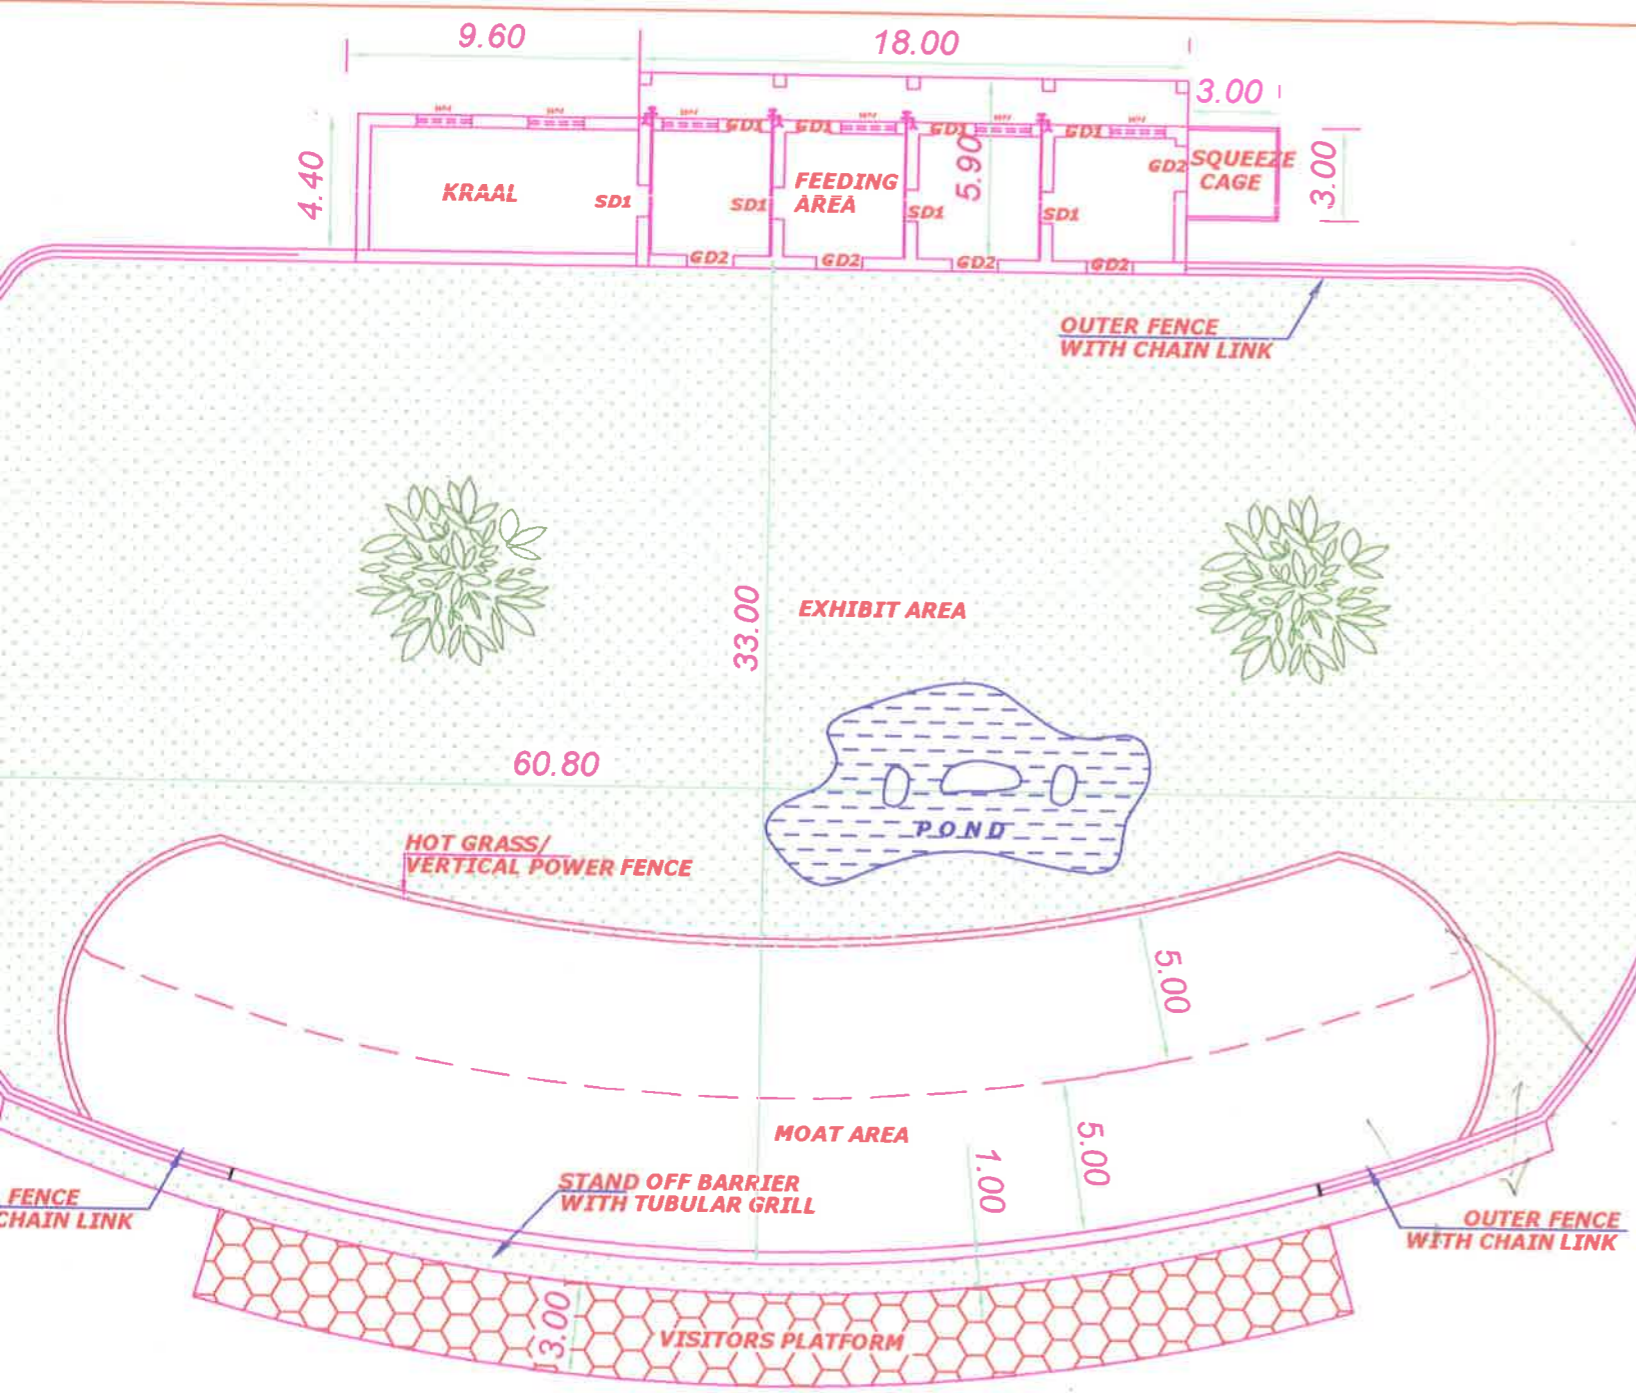 9.60
18.00
3.00
GD1
GD1
GD1
GD1
4.40
KRAAL
SD1
SD1
FEEDING
AREA
SD1
5.90
SD1
GD2
SQUEEZE
CAGE
3.00
GD2
GD2
GD2
GD2
OUTER FENCE
WITH CHAIN LINK
33.00
EXHIBIT AREA
60.80
POND
HOT GRASS/
VERTICAL POWER FENCE
5.00
MOAT AREA
5.00
1.00
STAND OFF BARRIER
WITH TUBULAR GRILL
FENCE
CHAIN LINK
OUTER FENCE
WITH CHAIN LINK
3.00
VISITORS PLATFORM